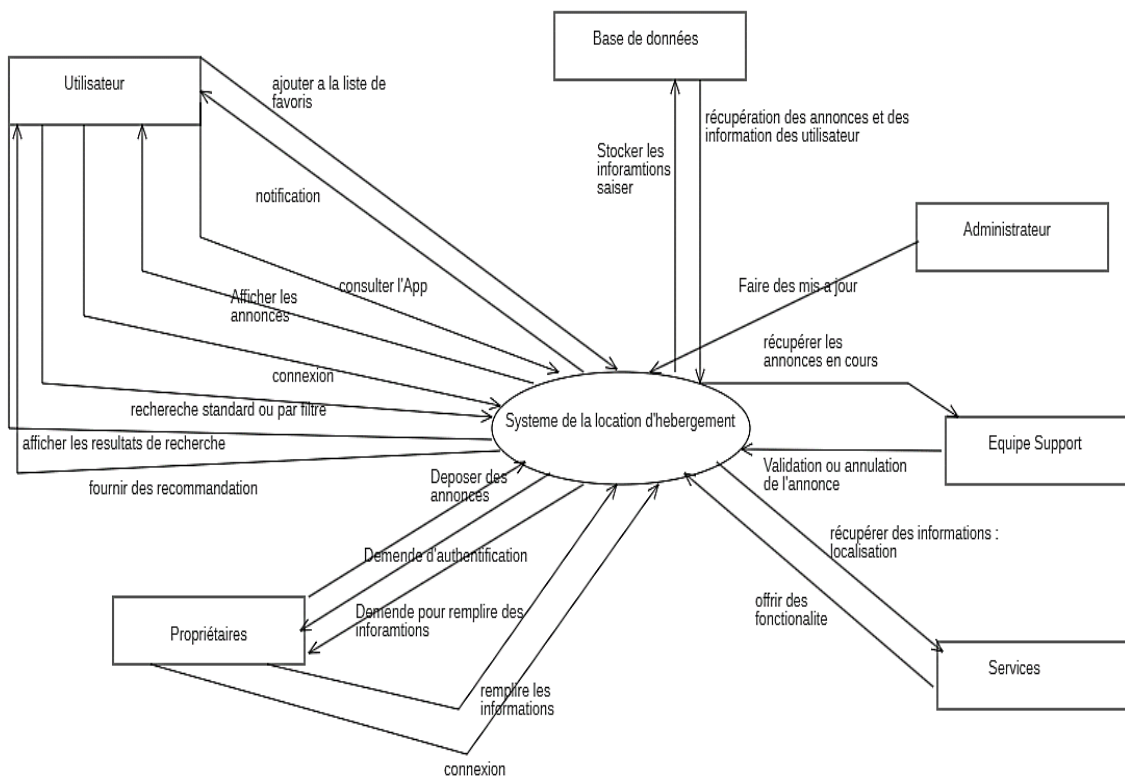 Base de données
Utilisateur
ajouter a la liste de
favoris
récupération des annonces et des
information des utilisateur
Stocker les
inforamtions
saiser
notification
Administrateur
consulter l'App
Faire des mis a jour
Afficher les
annonces
récupérer les
annonces en cours
connexion
rechereche standard ou par filtre
Systeme de la location d'hebergement
afficher les resultats de recherche
Equipe Support
fournir des recommandation
Deposer des
annonces
Validation ou annulation
de l'annonce
récupérer des informations :
localisation
Demende d'authentification
Demende pour remplire des
inforamtions
offrir des
fonctionalite
Propriétaires
Services
remplire les
informations
connexion